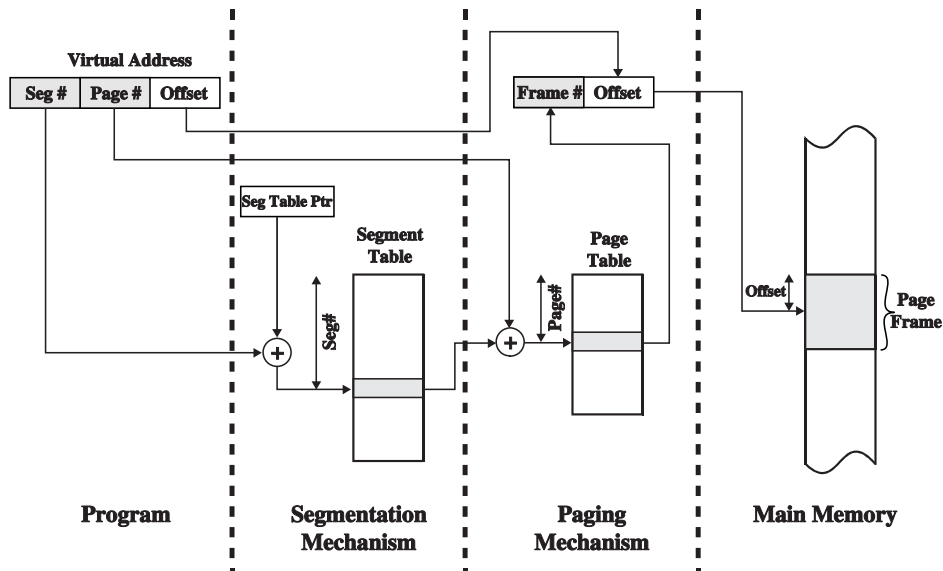 Virtual Address
Seg # Page # Offset
Frame # Offset
Seg Table Ptr
Segment
Table
Page
Table
Seg#
Page#
+
+
Offset
Page
Frame
Program
Segmentation
Mechanism
Paging
Mechanism
Main Memory